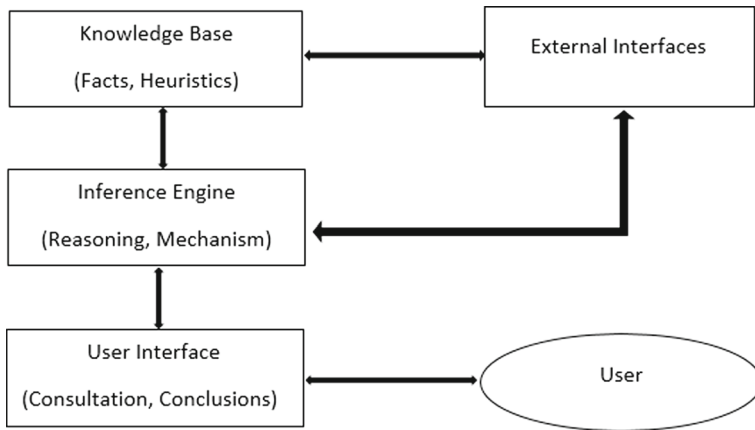 Knowledge Base
(Facts, Heuristics)
External Interfaces
Inference Engine
(Reasoning, Mechanism)
User Interface
(Consultation, Conclusions)
User